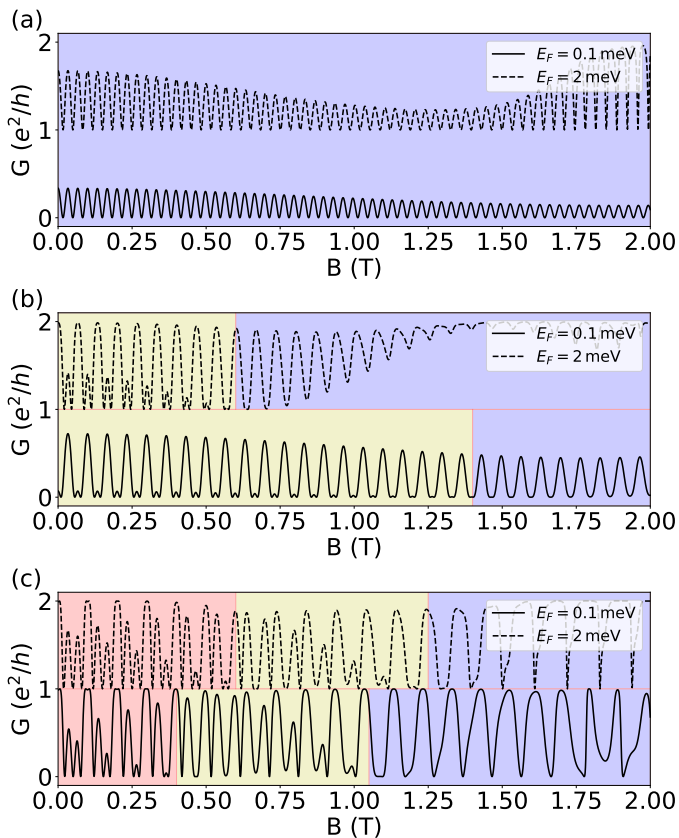 (a)
2
1
0
G (e²/h)
E_F = 0.1 meV
E_F = 2 meV
0.00 0.25 0.50 0.75 1.00 1.25 1.50 1.75 2.00
B (T)
(b)
2
1
0
G (e²/h)
E_F = 0.1 meV
E_F = 2 meV
0.00 0.25 0.50 0.75 1.00 1.25 1.50 1.75 2.00
B (T)
(c)
2
1
0
G (e²/h)
E_F = 0.1 meV
E_F = 2 meV
0.00 0.25 0.50 0.75 1.00 1.25 1.50 1.75 2.00
B (T)